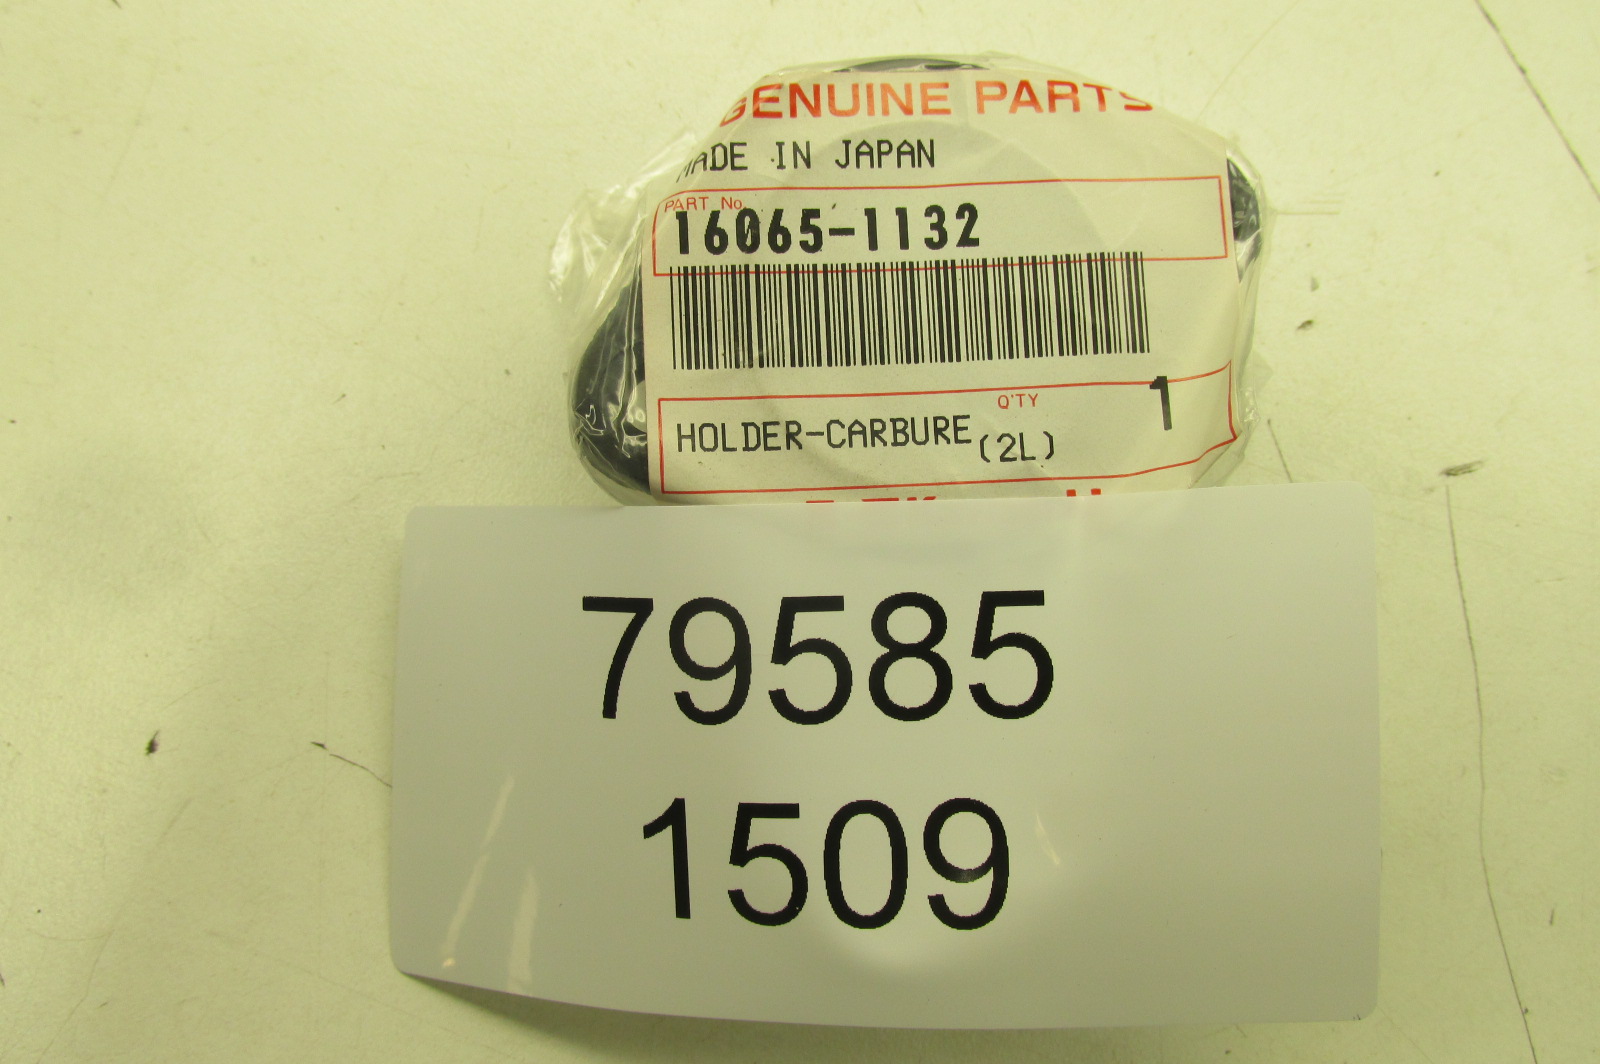 GENUINE PARTS
MADE IN JAPAN
PART No.
16065-1132
Q'TY
1
HOLDER-CARBURE
(2L)
79585
1509